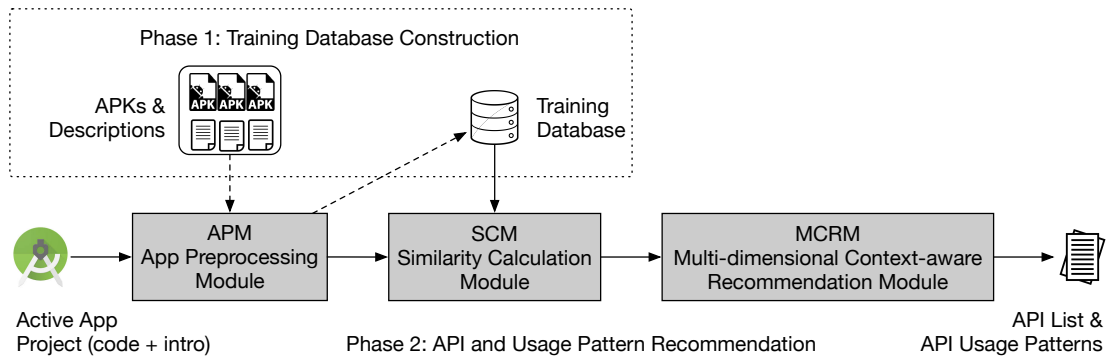 Phase 1: Training Database Construction
APKs &
Descriptions
APK APK APK
Training
Database
APM
App Preprocessing
Module
SCM
Similarity Calculation
Module
MCRM
Multi-dimensional Context-aware
Recommendation Module
Active App
Project (code + intro)
Phase 2: API and Usage Pattern Recommendation
API List &
API Usage Patterns